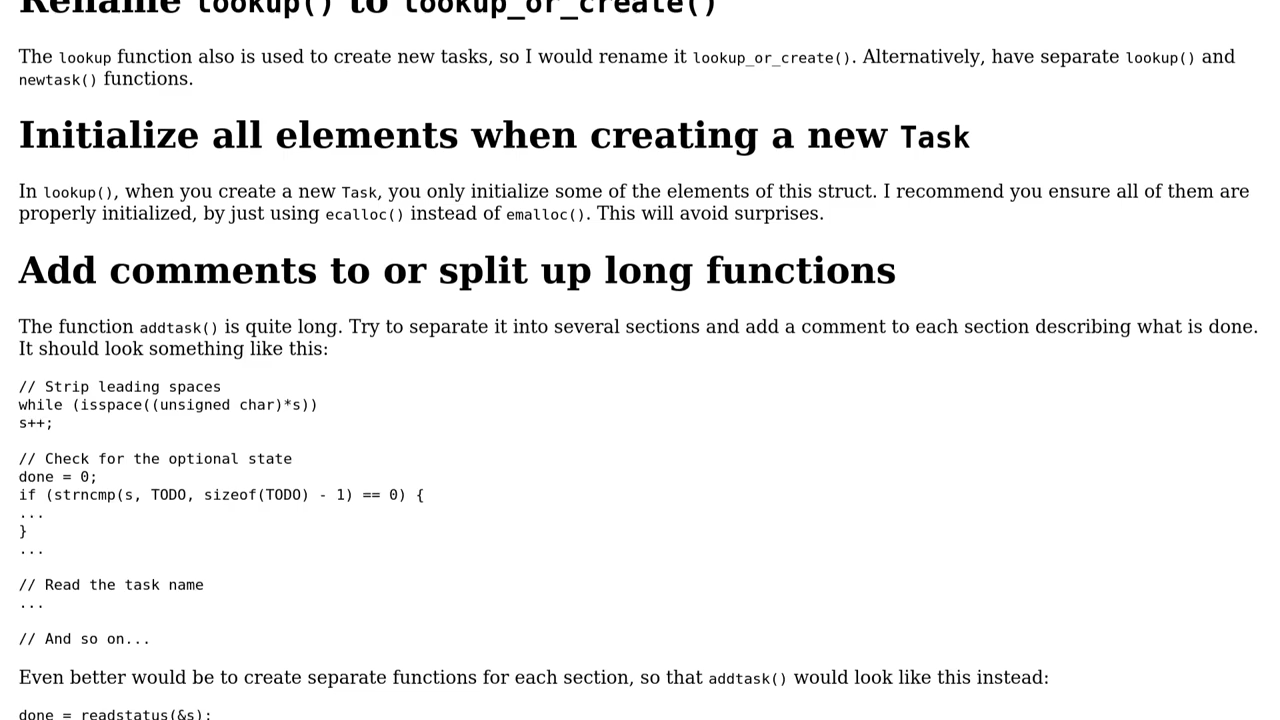 Rename lookup() to lookup_or_create()
The lookup function also is used to create new tasks, so I would rename it lookup_or_create(). Alternatively, have separate lookup() and
newtask() functions.
Initialize all elements when creating a new Task
In lookup(), when you create a new Task, you only initialize some of the elements of this struct. I recommend you ensure all of them are
properly initialized, by just using ecalloc() instead of emalloc(). This will avoid surprises.
Add comments to or split up long functions
The function addtask() is quite long. Try to separate it into several sections and add a comment to each section describing what is done.
It should look something like this:
// Strip leading spaces
while (isspace((unsigned char)*s))
s++;
// Check for the optional state
done = 0;
if (strncmp(s, TODO, sizeof(TODO) - 1) == 0) {
...
}
...
// Read the task name
...
// And so on...
Even better would be to create separate functions for each section, so that addtask() would look like this instead:
done = readstatus(&s);